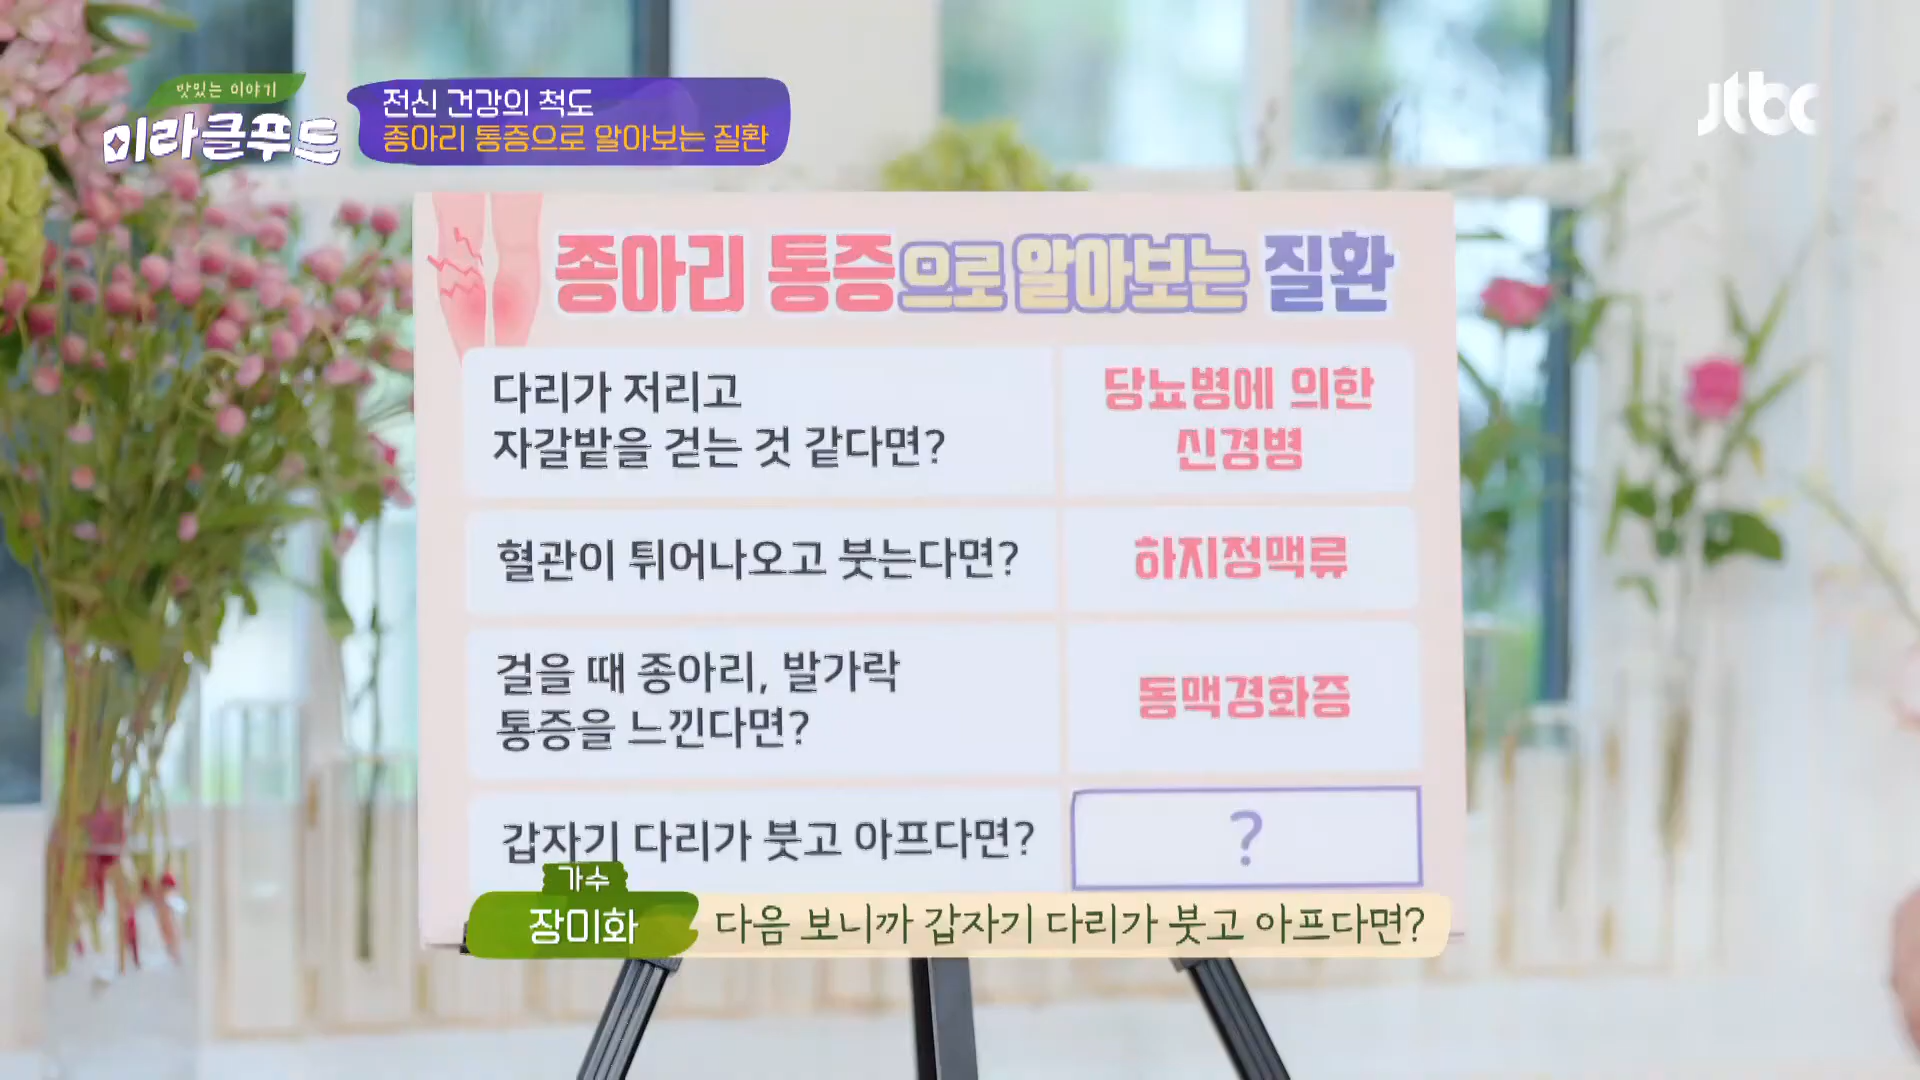 맛있는 이야기
미라클푸드
전신 건강의 척도
종아리 통증으로 알아보는 질환
jtbc
종아리 통증으로 알아보는 질환
다리가 저리고
자갈밭을 걷는 것 같다면?
당뇨병에 의한
신경병
혈관이 튀어나오고 붓는다면?
하지정맥류
걸을 때 종아리, 발가락
통증을 느낀다면?
동맥경화증
갑자기 다리가 붓고 아프다면?
?
가수
장미화
다음 보니까 갑자기 다리가 붓고 아프다면?